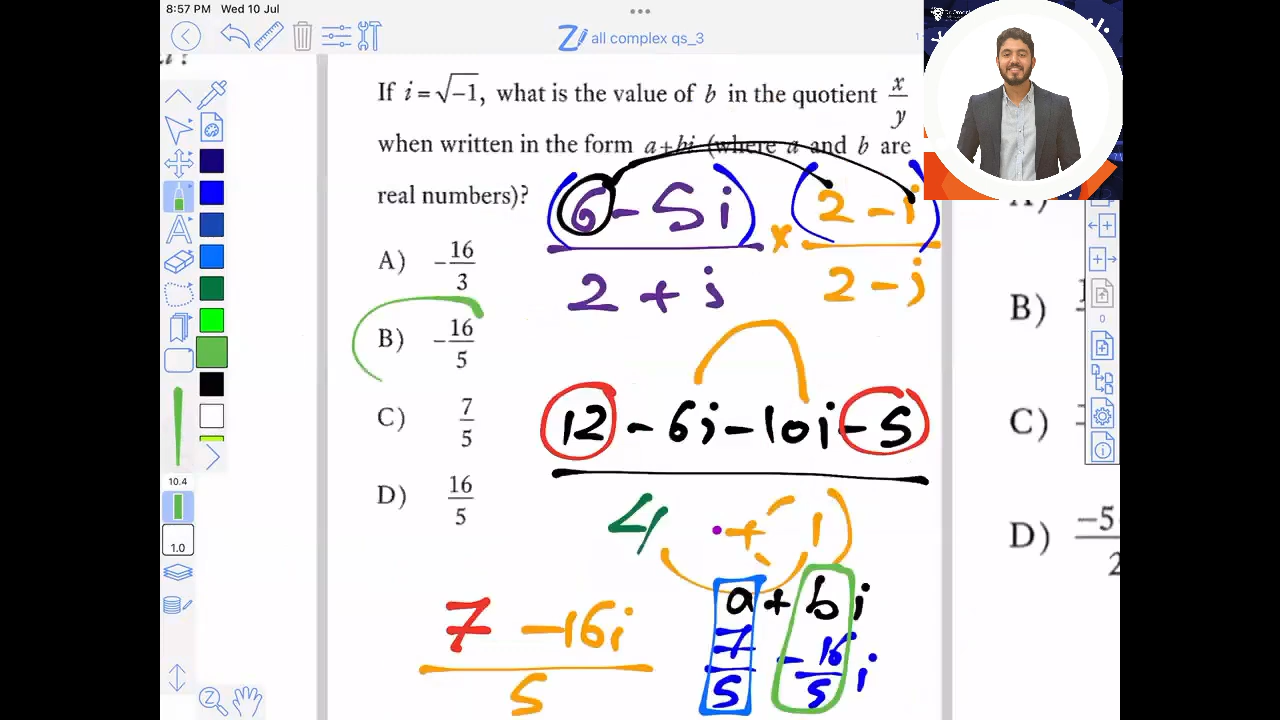 8:57 PM Wed 10 Jul
all complex qs_3
If i = √−1, what is the value of b in the quotient x/y
when written in the form a + bi (where a and b are
real numbers)?
(6 - 5i) / (2 + i) × (2 - i) / (2 - i)
A) −16/3
B) −16/5
C) 7/5
D) 16/5
12 - 6i - 10i - 5
4 + 1
a + bi
7 - 16i / 5
7/5 - 16/5 i
10.4
1.0
0
B)
C)
D) −5
2